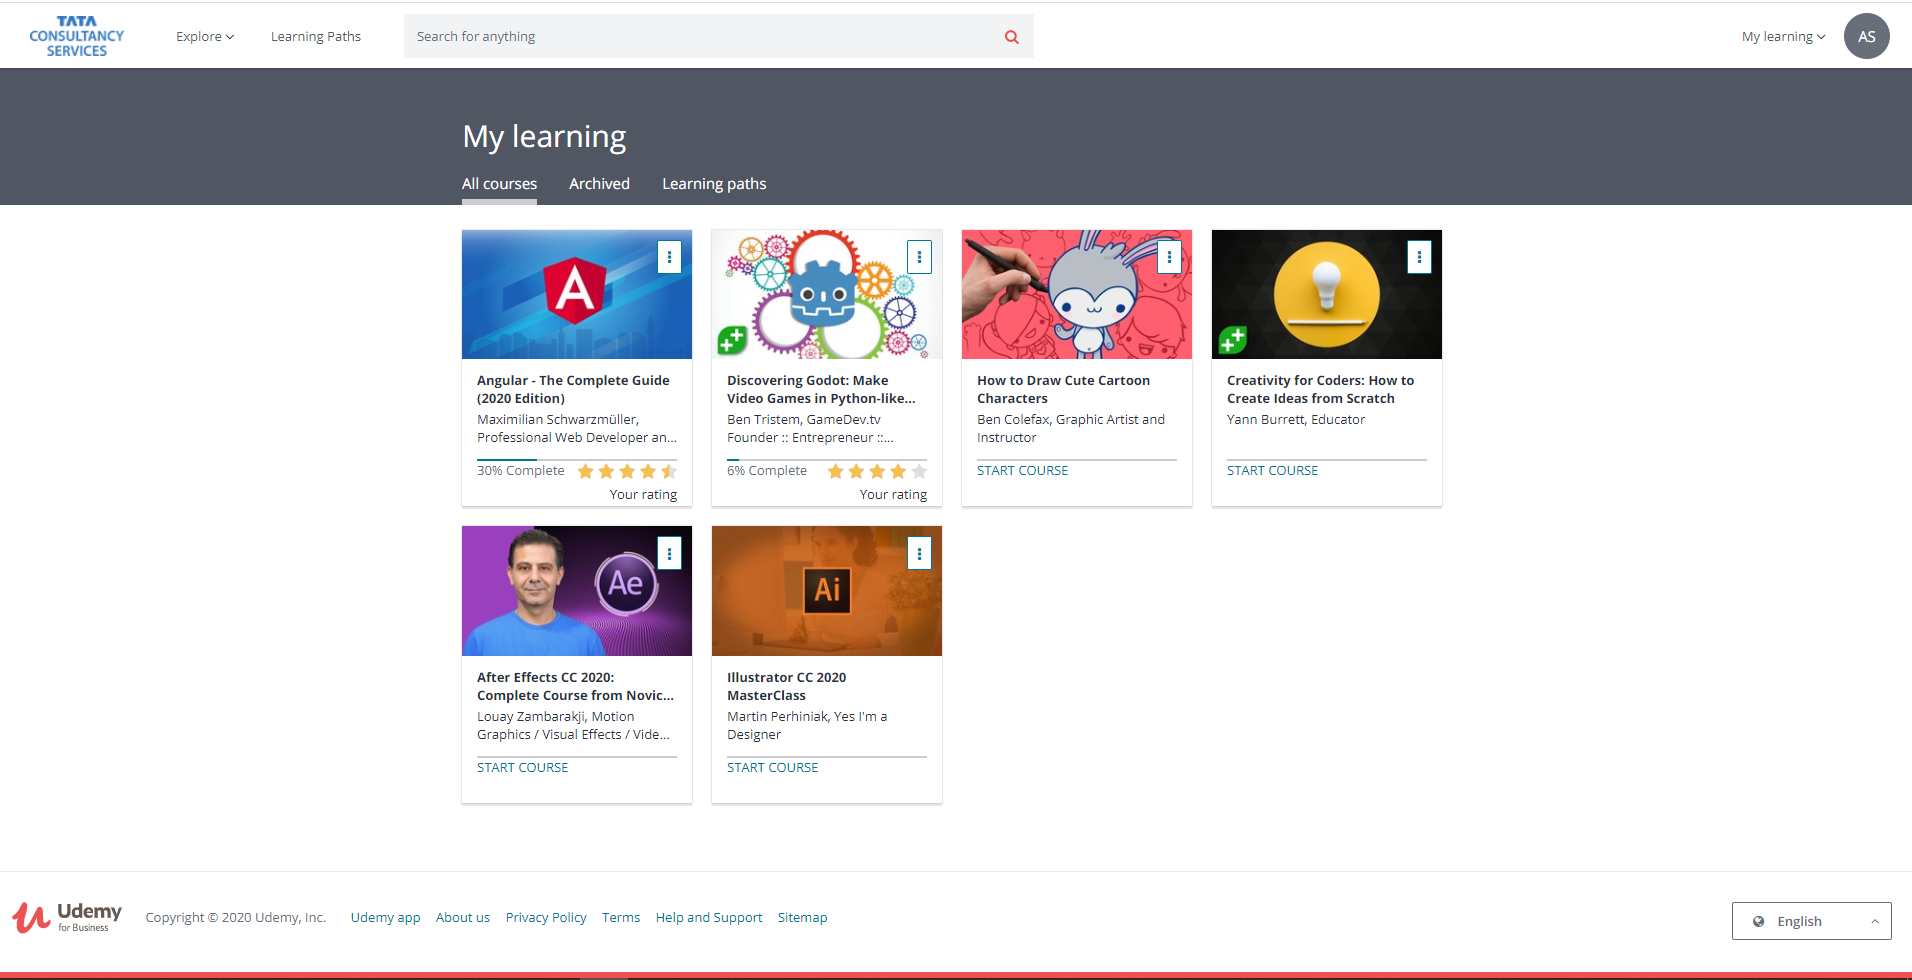 TATA
CONSULTANCY
SERVICES
Explore
Learning Paths
Search for anything
My learning
AS
My learning
All courses
Archived
Learning paths
Angular - The Complete Guide
(2020 Edition)
Maximilian Schwarzmüller,
Professional Web Developer an...
30% Complete
Your rating
Discovering Godot: Make
Video Games in Python-like...
Ben Tristem, GameDev.tv
Founder :: Entrepreneur ::...
6% Complete
Your rating
How to Draw Cute Cartoon
Characters
Ben Colefax, Graphic Artist and
Instructor
START COURSE
Creativity for Coders: How to
Create Ideas from Scratch
Yann Burrett, Educator
START COURSE
Ae
After Effects CC 2020:
Complete Course from Novic...
Louay Zambarakji, Motion
Graphics / Visual Effects / Vide...
START COURSE
Ai
Illustrator CC 2020
MasterClass
Martin Perhiniak, Yes I'm a
Designer
START COURSE
Udemy
for Business
Copyright © 2020 Udemy, Inc.
Udemy app
About us
Privacy Policy
Terms
Help and Support
Sitemap
English